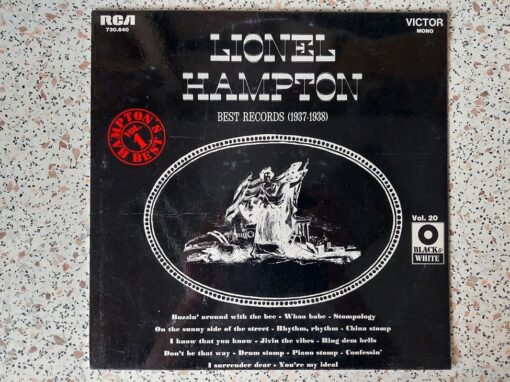 RCA
730.640
VICTOR
MONO
LIONEL
HAMPTON
BEST RECORDS (1937-1938)
HAMPTON'S
VOL.
1
BEST
Vol. 20
BLACK &
WHITE
Buzzin' around with the bee - Whoa babe - Stompology
On the sunny side of the street - Rhythm, rhythm - China stomp
I know that you know - Jivin the vibes - Ring dem bells
Don't be that way - Drum stomp - Piano stomp - Confessin'
I surrender dear - You're my ideal